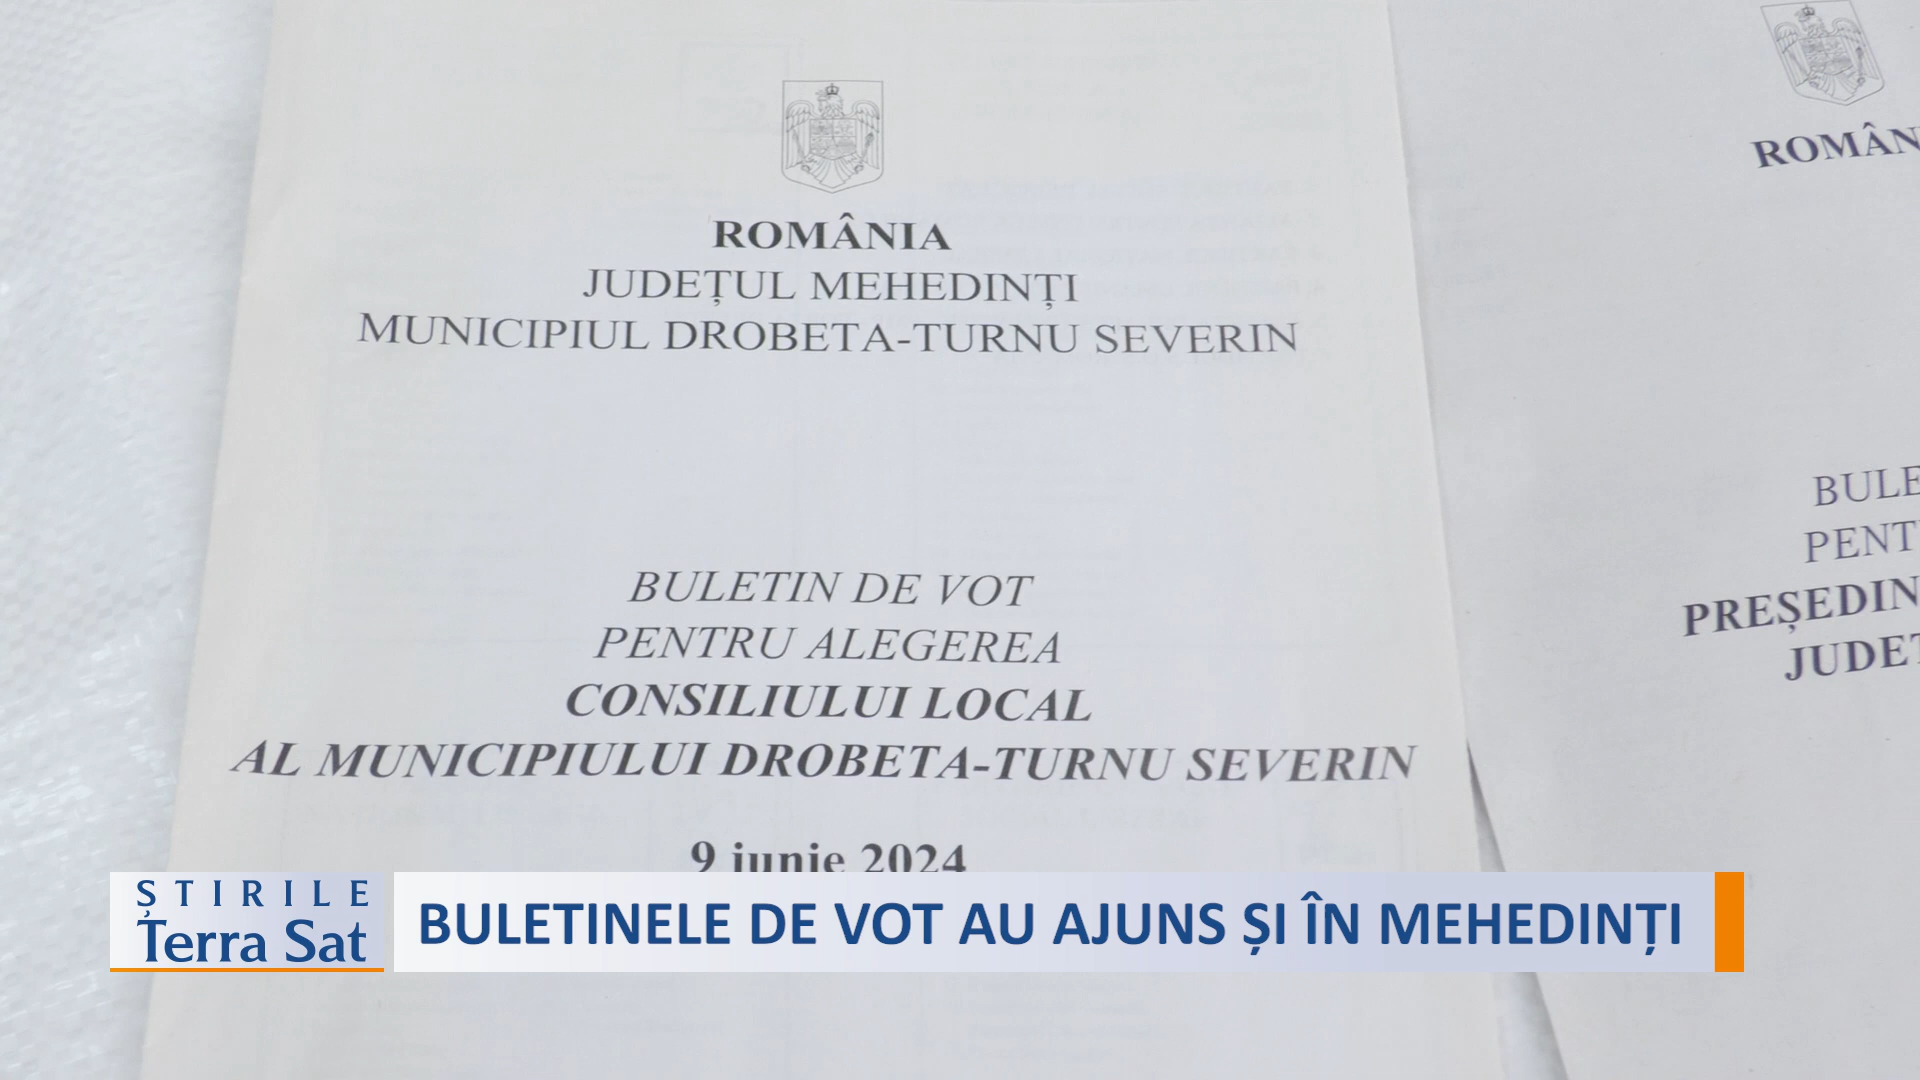 ROMÂNIA
JUDEȚUL MEHEDINȚI
MUNICIPIUL DROBETA-TURNU SEVERIN
BULETIN DE VOT
PENTRU ALEGEREA
CONSILIULUI LOCAL
AL MUNICIPIULUI DROBETA-TURNU SEVERIN
9 iunie 2024
ROMÂN
BULE
PENT
PREȘEDIN
JUDEȚ
ȘTIRILE
Terra Sat
BULETINELE DE VOT AU AJUNS ȘI ÎN MEHEDINȚI